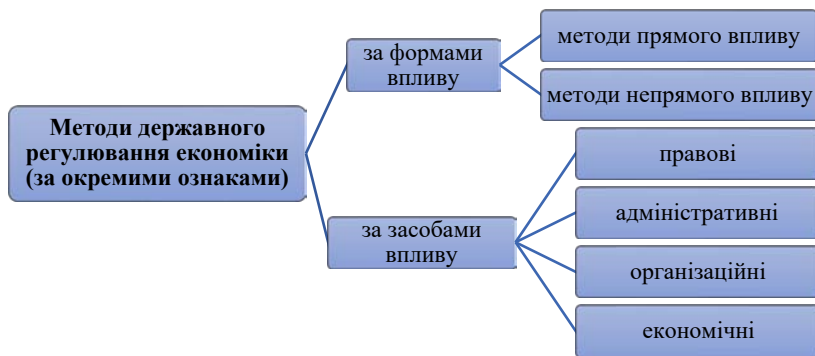 Методи державного
регулювання економіки
(за окремими ознаками)
за формами
впливу
методи прямого впливу
методи непрямого впливу
за засобами
впливу
правові
адміністративні
організаційні
економічні